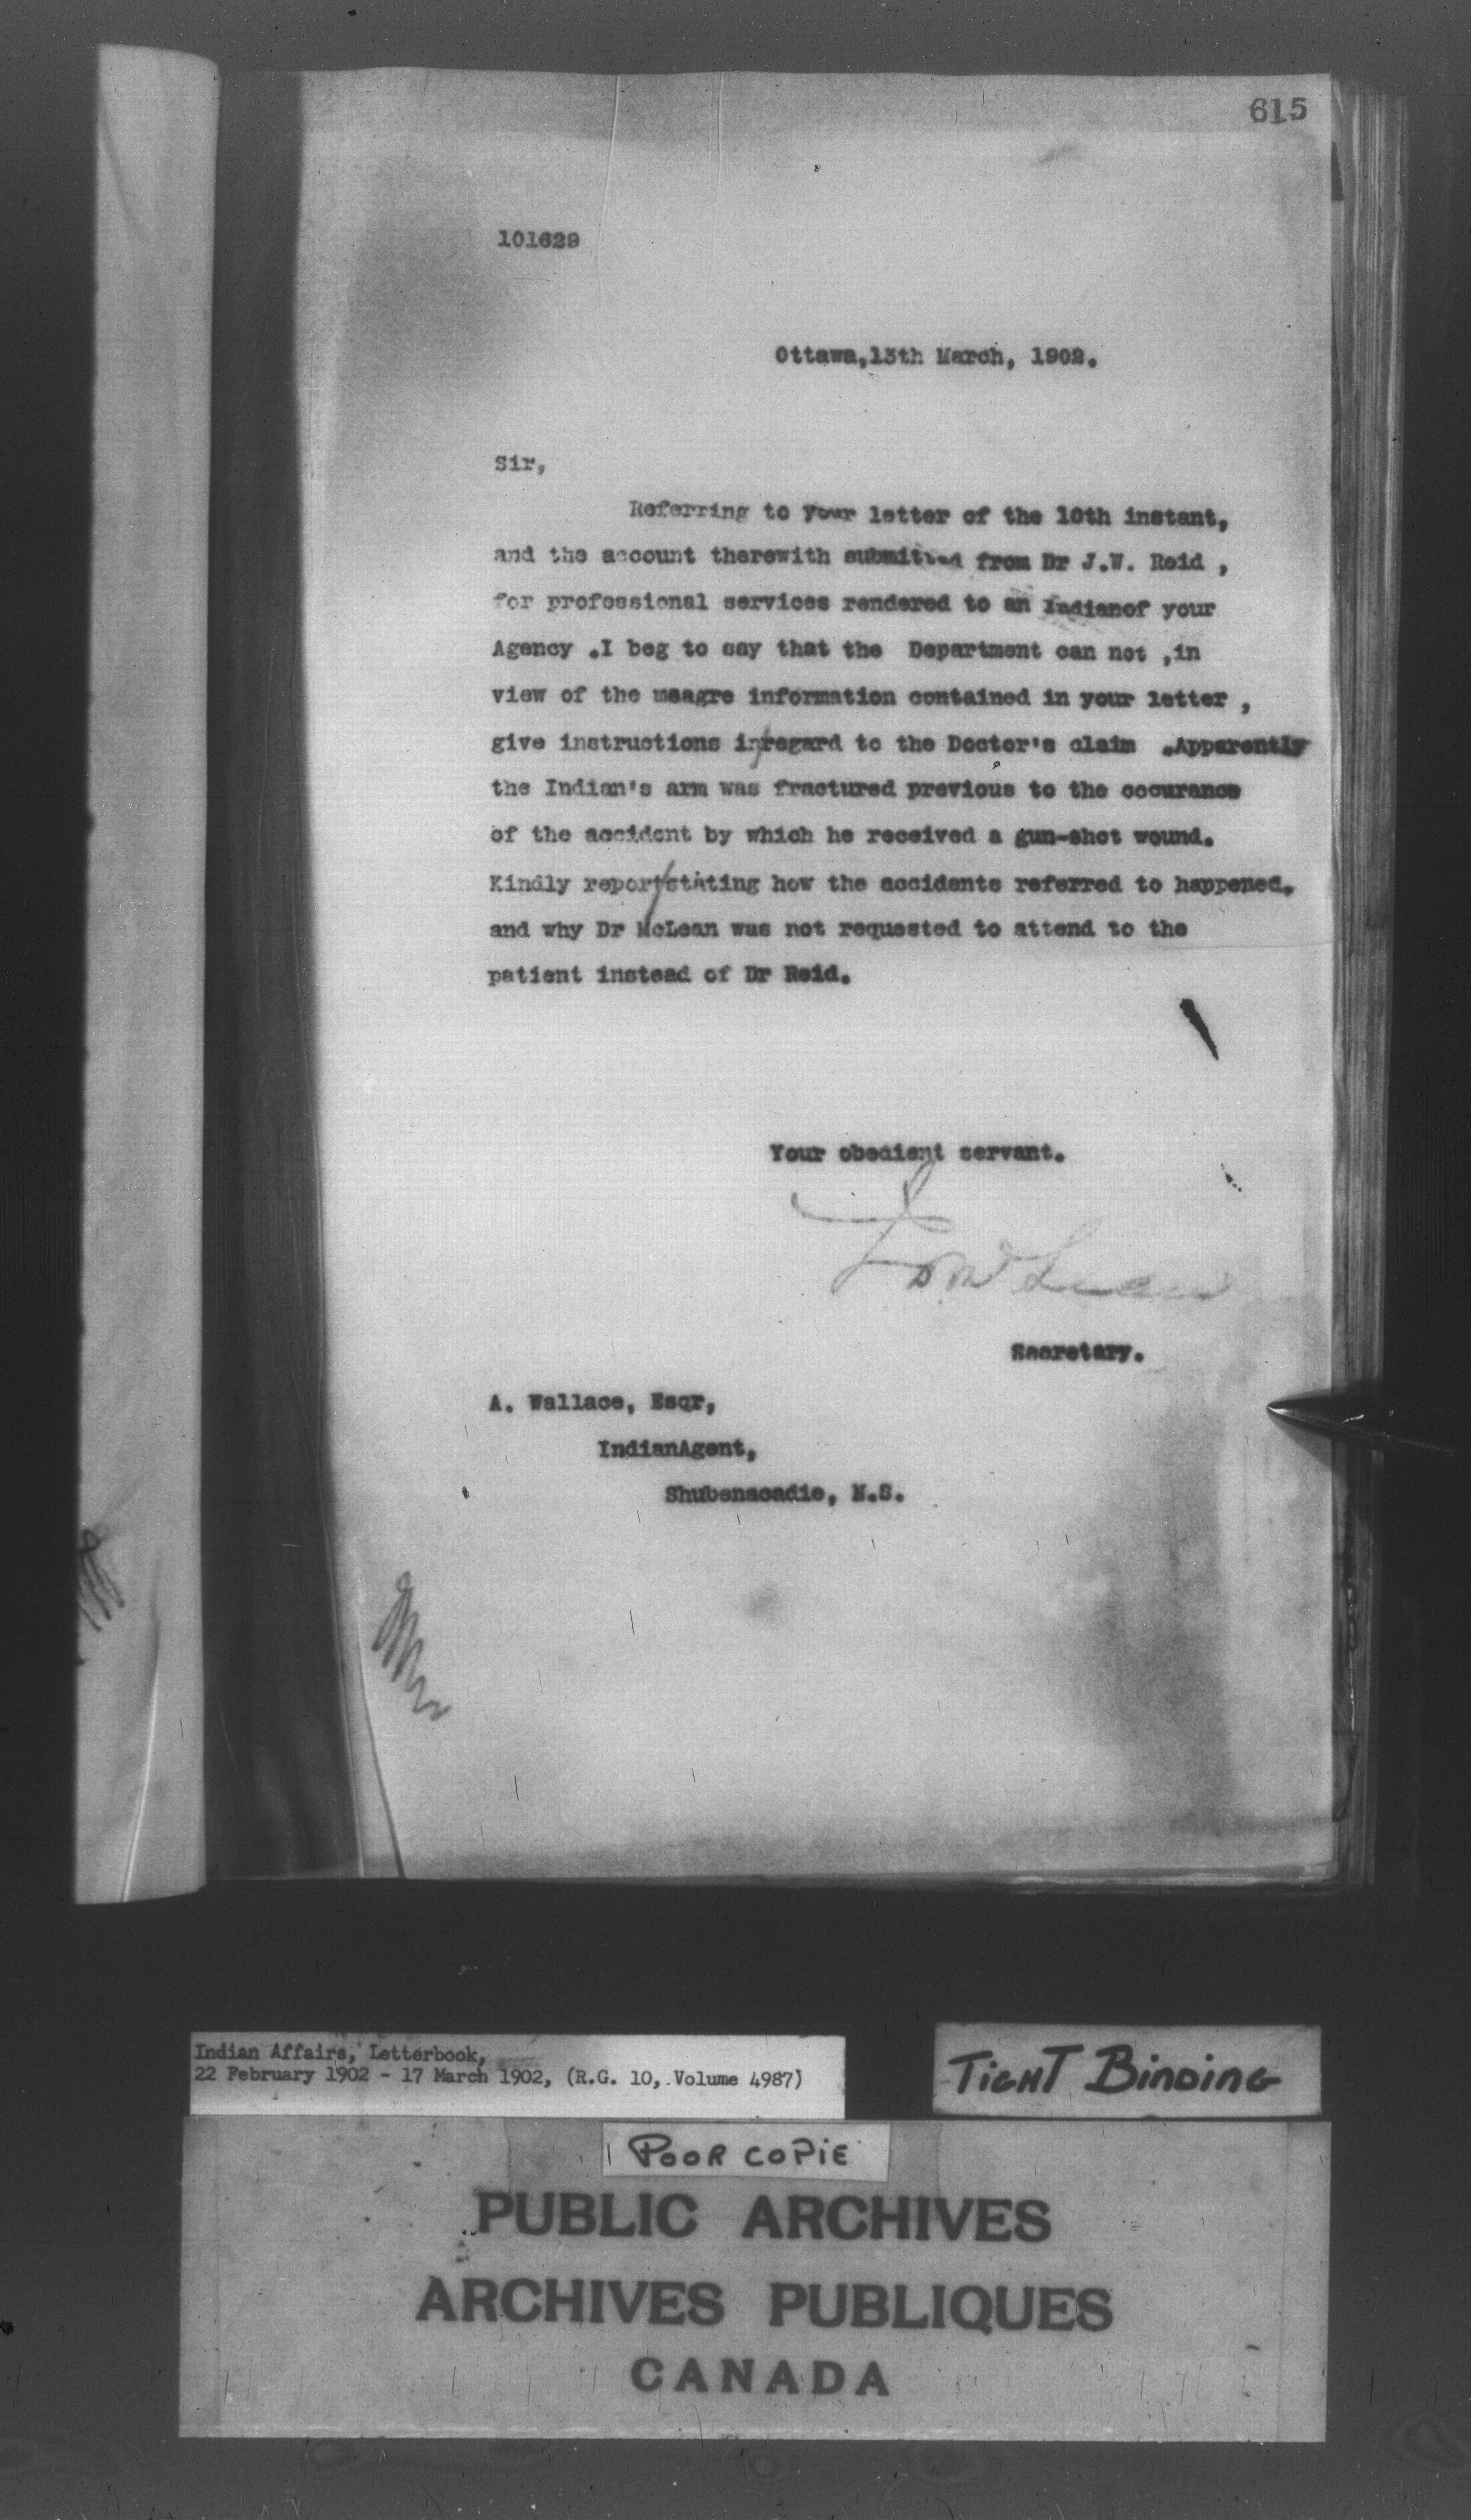 615
101629
Ottawa,13th March, 1902.
Sir,
Referring to your letter of the 10th instant,
and the account therewith submitted from Dr J.W. Reid ,
for professional services rendered to an Indianof your
Agency .I beg to say that the Department can not ,in
view of the meagre information contained in your letter ,
give instructions in/regard to the Doctor's claim .Apparently
the Indian's arm was fractured previous to the occurance
of the accident by which he received a gun-shot wound.
Kindly report/stating how the accidents referred to happened.
and why Dr McLean was not requested to attend to the
patient instead of Dr Reid.
Your obedient servant.
Secretary.
A. Wallace, Esqr,
IndianAgent,
Shubenacadie, N.S.
Indian Affairs, Letterbook,
22 February 1902 - 17 March 1902, (R.G. 10, Volume 4987)
TIGHT BINDING
POOR COPIE
PUBLIC ARCHIVES
ARCHIVES PUBLIQUES
CANADA